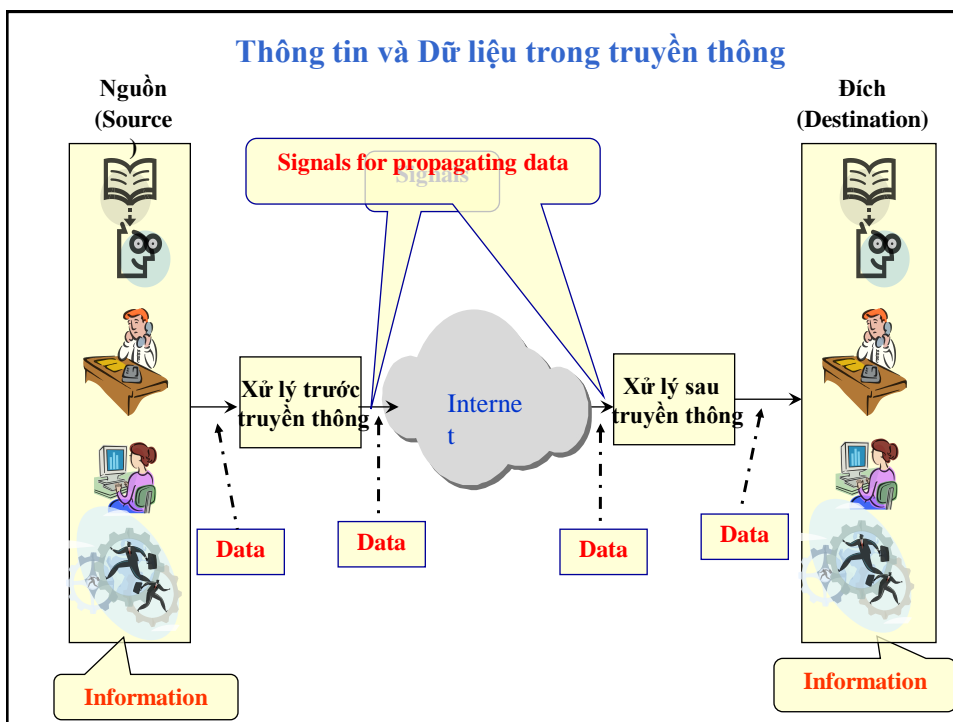 Thông tin và Dữ liệu trong truyền thông
Nguồn
(Source
)
Đích
(Destination)
Signals for propagating data
Signals
Xử lý trước
truyền thông
Interne
t
Xử lý sau
truyền thông
Data
Data
Data
Data
Information
Information